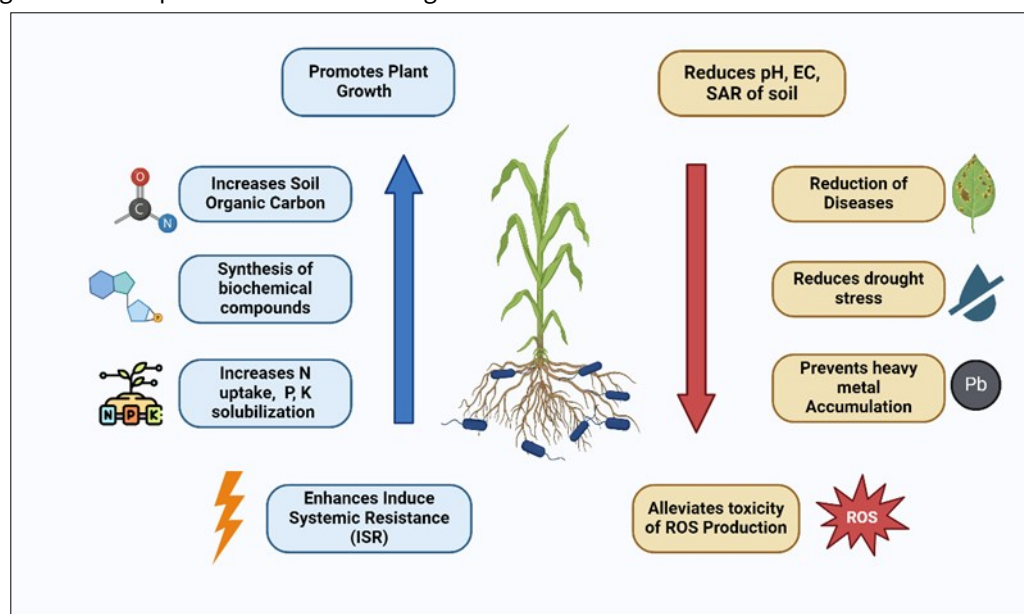 Promotes Plant
Growth
Reduces pH, EC,
SAR of soil
O
C
N
Increases Soil
Organic Carbon
Reduction of
Diseases
Synthesis of
biochemical
compounds
P
Reduces drought
stress
N P K
Increases N
uptake, P, K
solubilization
Prevents heavy
metal
Accumulation
Pb
Enhances Induce
Systemic Resistance
(ISR)
Alleviates toxicity
of ROS Production
ROS